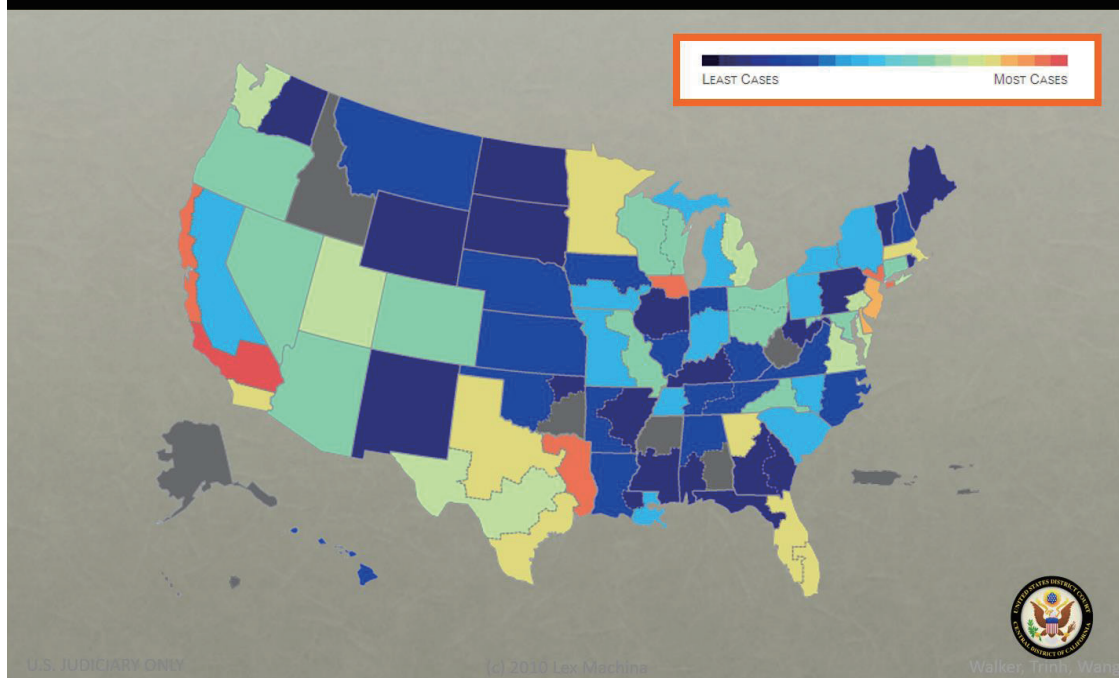 LEAST CASES
MOST CASES
UNITED STATES DISTRICT COURT
CENTRAL DISTRICT OF CALIFORNIA
U.S. JUDICIARY ONLY
(c) 2010 Lex Machina
Walker, Trinh, Wang